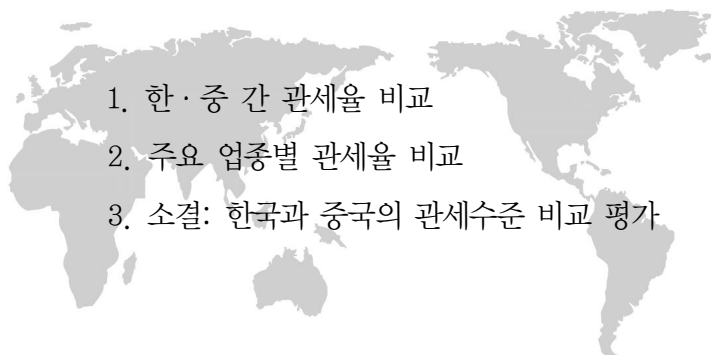 1. 한·중 간 관세율 비교
2. 주요 업종별 관세율 비교
3. 소결: 한국과 중국의 관세수준 비교 평가